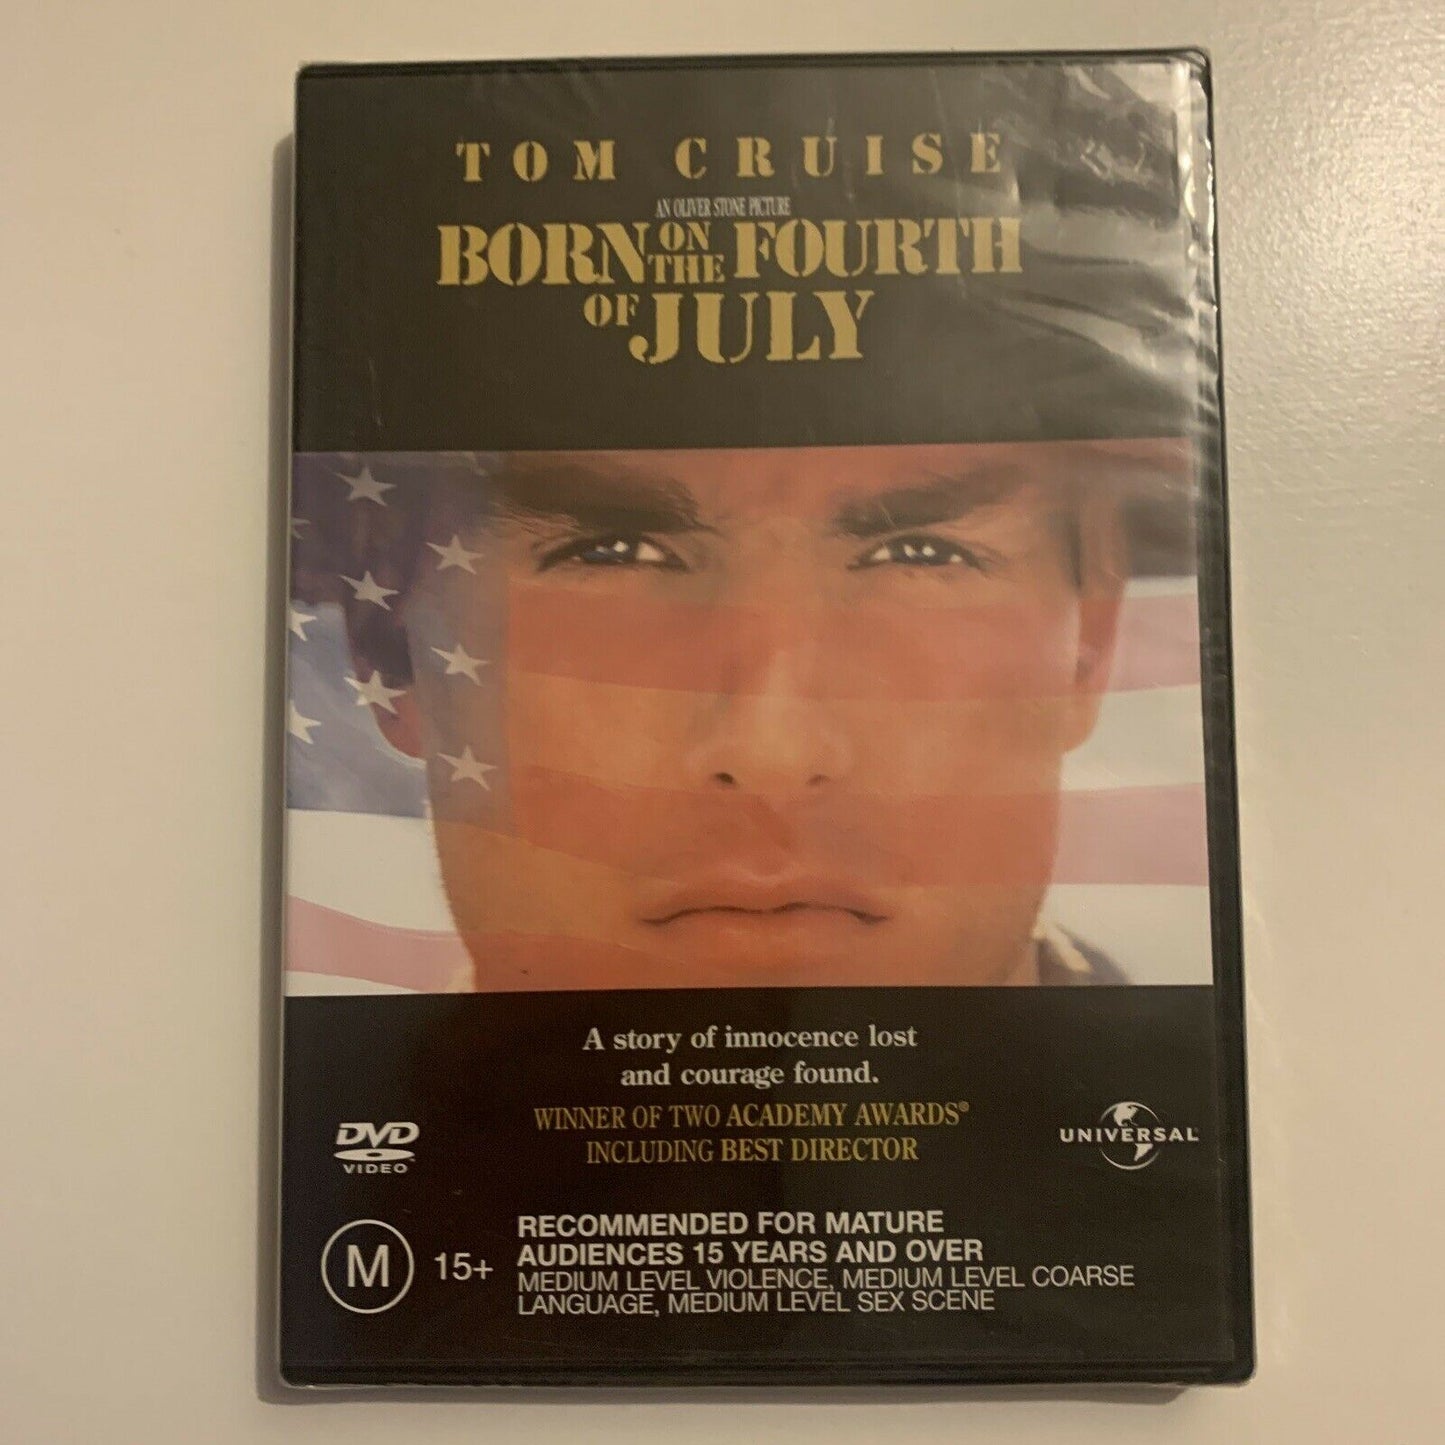 TOM CRUISE
AN OLIVER STONE PICTURE
BORN ON THE FOURTH
OF JULY
A story of innocence lost
and courage found.
WINNER OF TWO ACADEMY AWARDS®
INCLUDING BEST DIRECTOR
DVD
VIDEO
UNIVERSAL
M 15+
RECOMMENDED FOR MATURE
AUDIENCES 15 YEARS AND OVER
MEDIUM LEVEL VIOLENCE, MEDIUM LEVEL COARSE
LANGUAGE, MEDIUM LEVEL SEX SCENE